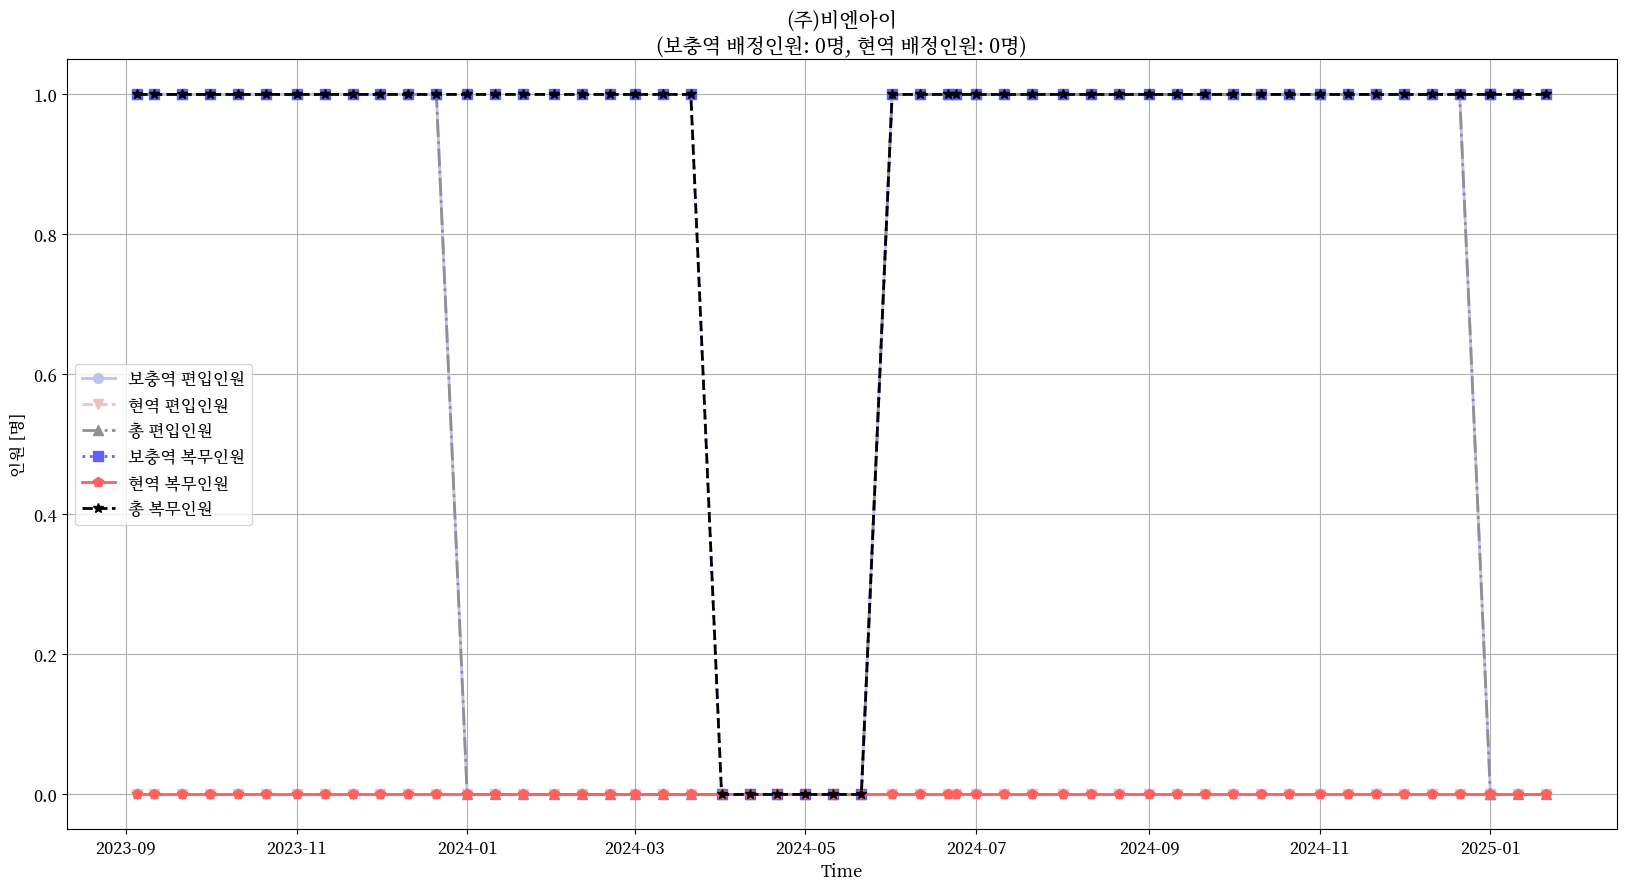 (주)비엔아이
(보충역 배정인원: 0명, 현역 배정인원: 0명)
인원 [명]
1.0
0.8
0.6
0.4
0.2
0.0
보충역 편입인원
현역 편입인원
총 편입인원
보충역 복무인원
현역 복무인원
총 복무인원
2023-09
2023-11
2024-01
2024-03
2024-05
2024-07
2024-09
2024-11
2025-01
Time